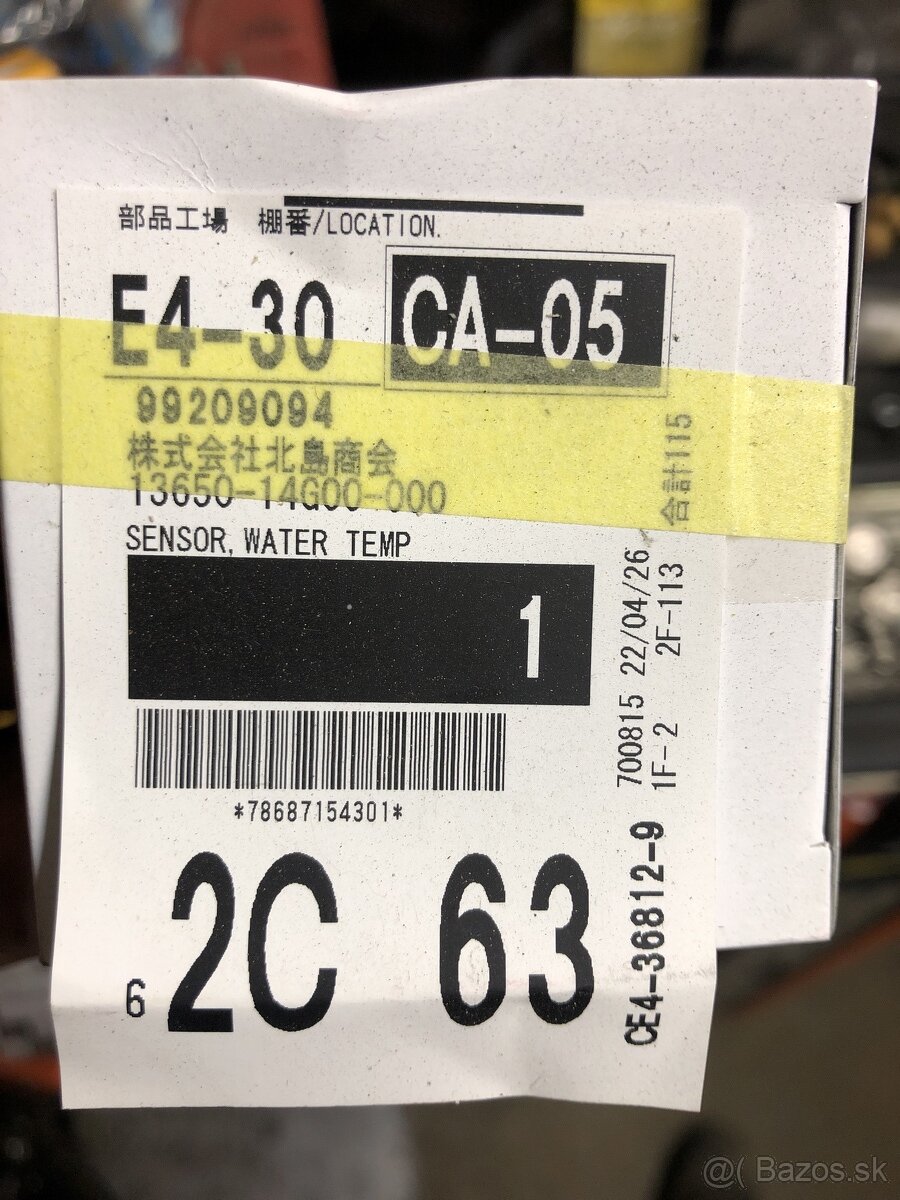 部品工場 棚番/LOCATION.
E4-30 CA-05
99209094
株式会社北島商会
13650-14G00-000
SENSOR, WATER TEMP
1
*78687154301*
6 2C 63
合計115
700815 22/04/26
1F-2 2F-113
CE4-36812-9
@( Bazos.sk